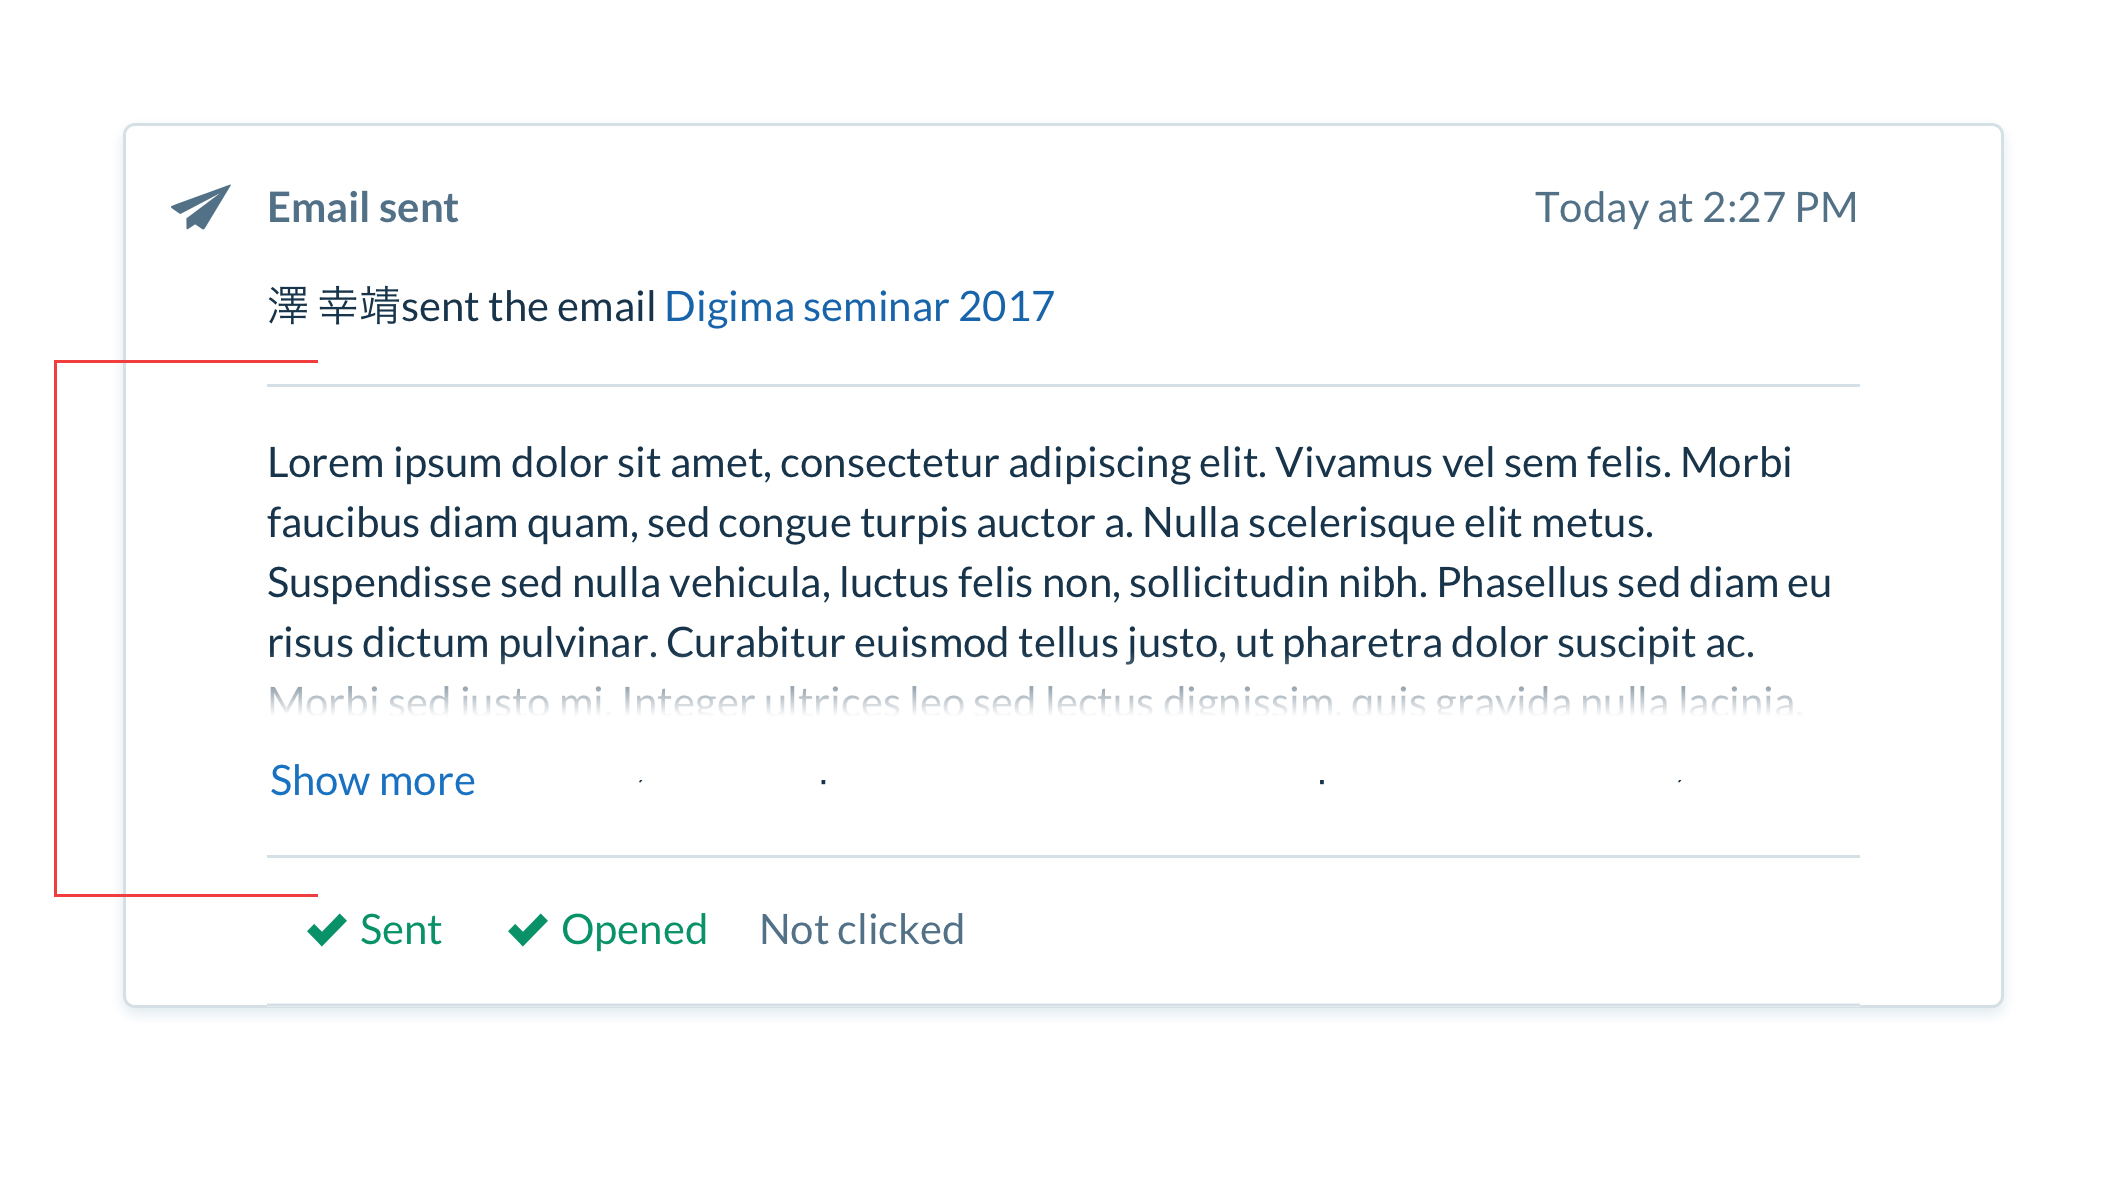 Email sent
Today at 2:27 PM
澤 幸靖sent the email Digima seminar 2017
Lorem ipsum dolor sit amet, consectetur adipiscing elit. Vivamus vel sem felis. Morbi
faucibus diam quam, sed congue turpis auctor a. Nulla scelerisque elit metus.
Suspendisse sed nulla vehicula, luctus felis non, sollicitudin nibh. Phasellus sed diam eu
risus dictum pulvinar. Curabitur euismod tellus justo, ut pharetra dolor suscipit ac.
Morbi sed justo mi. Integer ultrices leo sed lectus dignissim, quis gravida nulla lacinia.
Show more
Sent
Opened
Not clicked